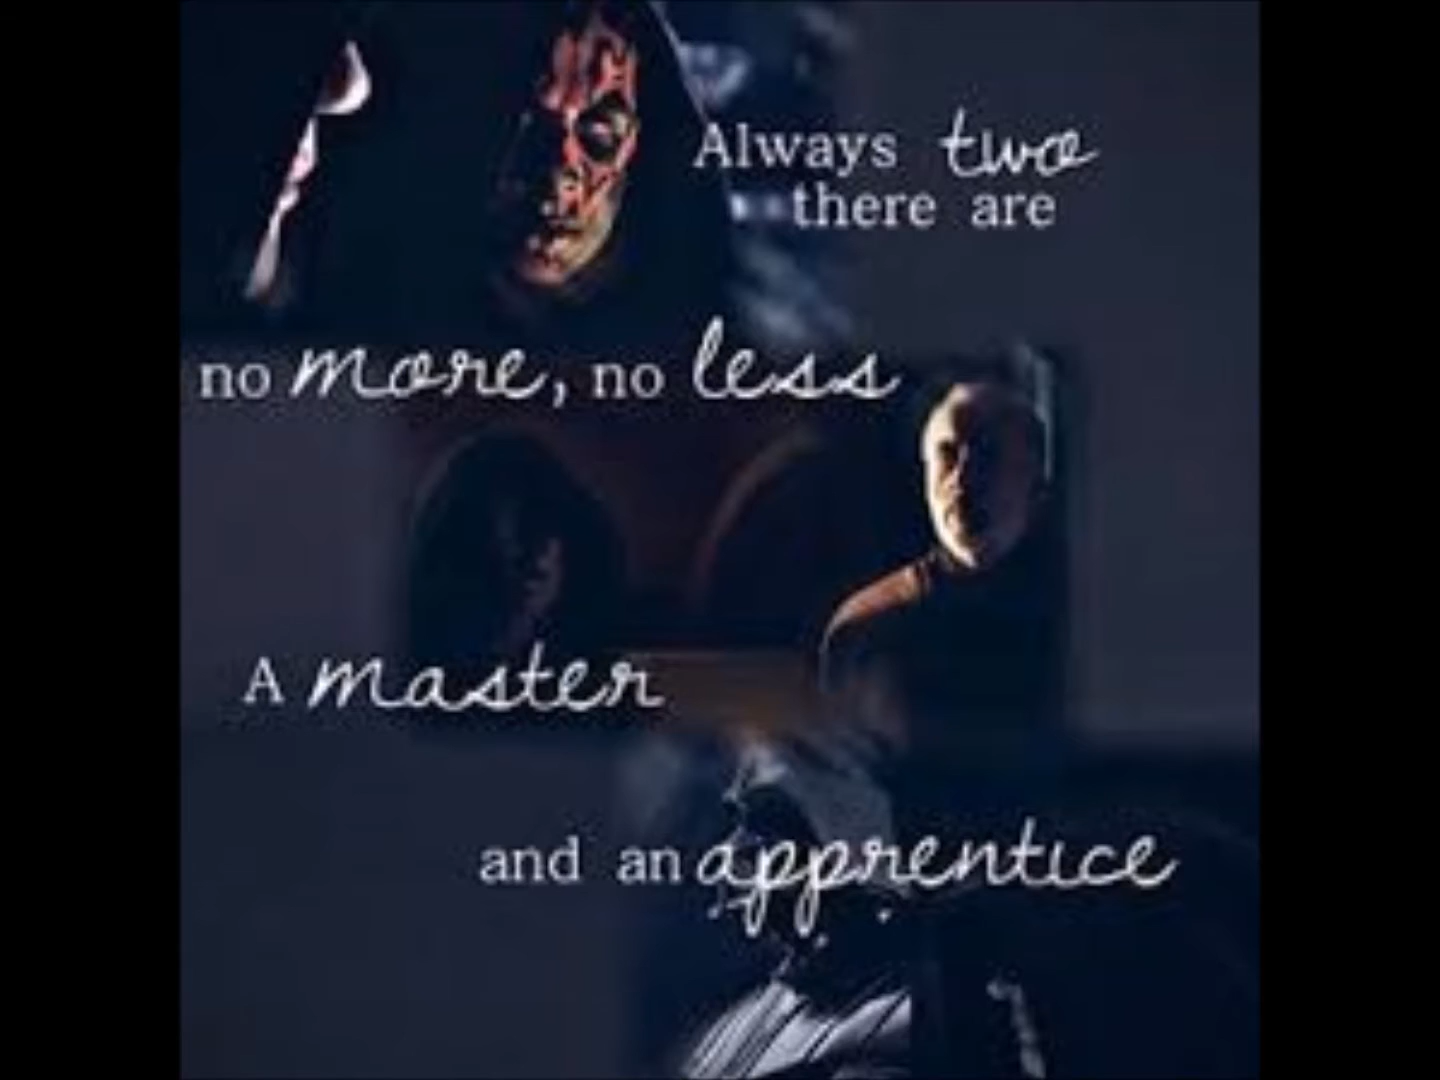 Always two
there are
no more, no less
A master
and an apprentice